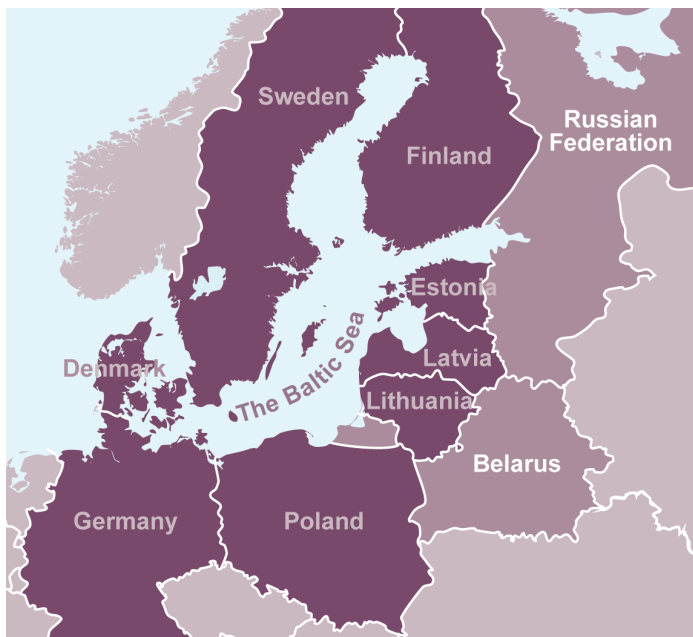 Sweden
Russian
Federation
Finland
Estonia
The Baltic Sea
Latvia
Denmark
Lithuania
Belarus
Germany
Poland